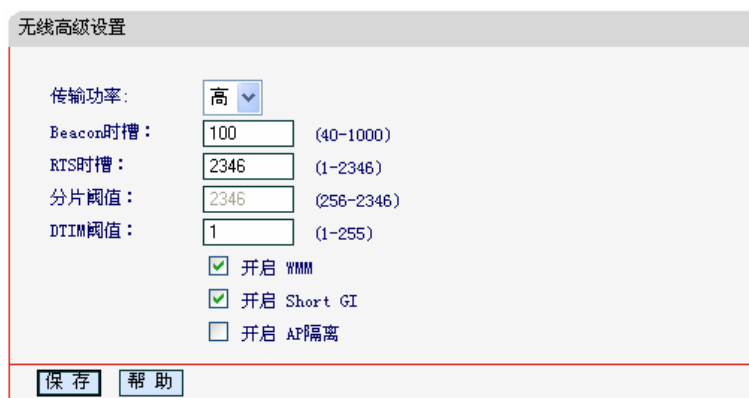 无线高级设置
传输功率: 高
Beacon时槽: 100 (40-1000)
RTS时槽: 2346 (1-2346)
分片阈值: 2346 (256-2346)
DTIM阈值: 1 (1-255)
开启 WMM
开启 Short GI
开启 AP隔离
保 存 帮 助